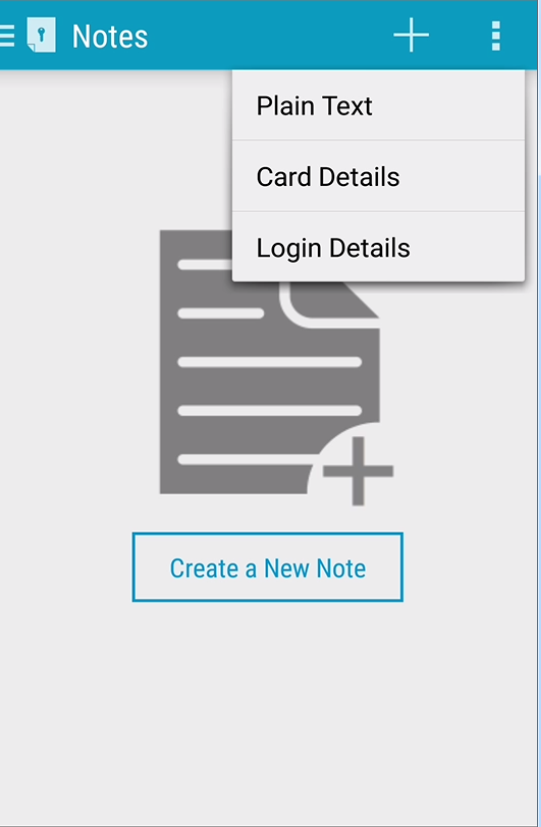 Notes
Plain Text
Card Details
Login Details
Create a New Note